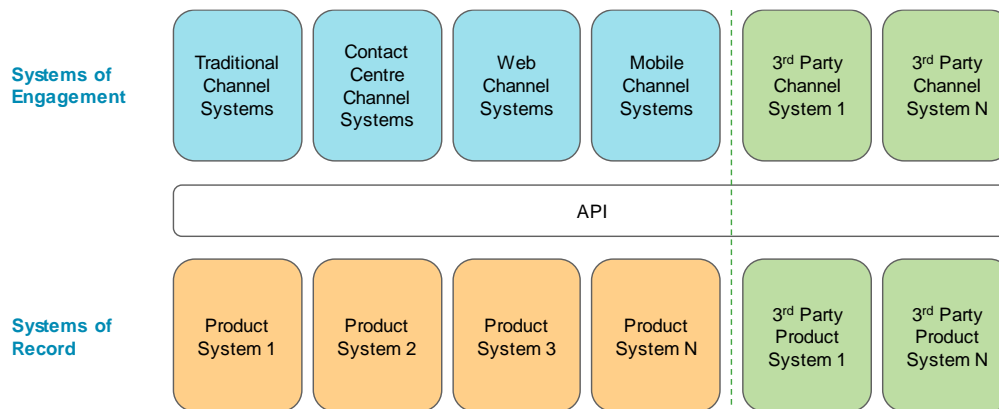 Systems of
Engagement
Traditional
Channel
Systems
Contact
Centre
Channel
Systems
Web
Channel
Systems
Mobile
Channel
Systems
3rd Party
Channel
System 1
3rd Party
Channel
System N
API
Systems of
Record
Product
System 1
Product
System 2
Product
System 3
Product
System N
3rd Party
Product
System 1
3rd Party
Product
System N